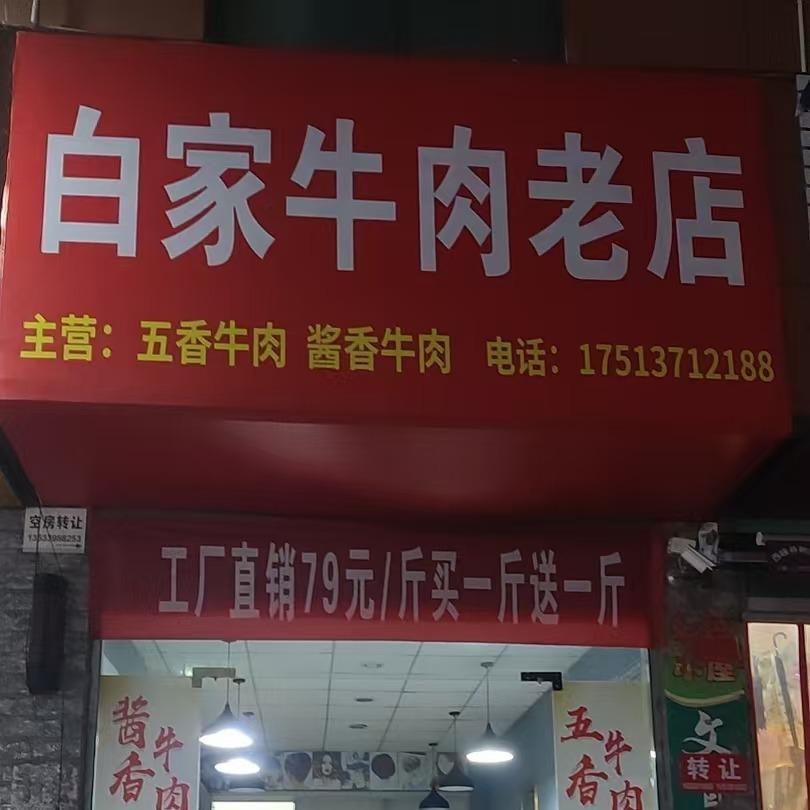 白家牛肉老店
主营：五香牛肉 酱香牛肉 电话：17513712188
空房转让
工厂直销79元/斤买一斤送一斤
酱香
牛肉
五香
牛肉
文
转让